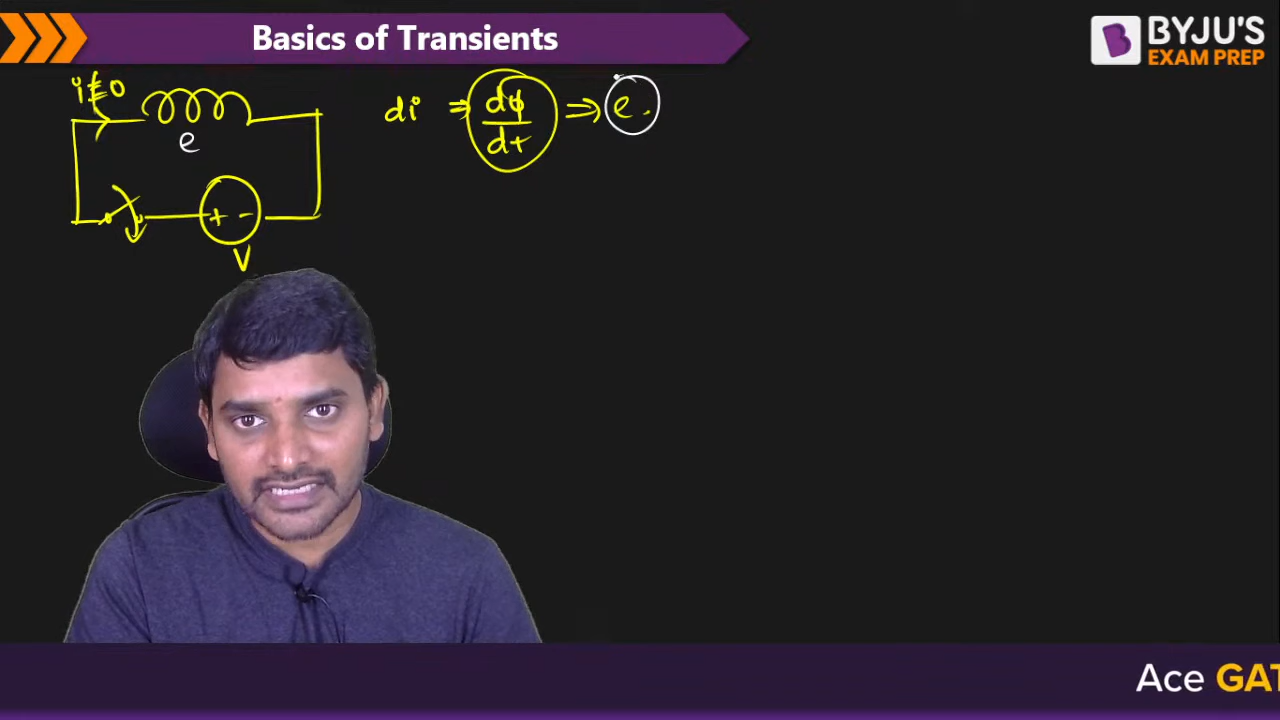 Basics of Transients
BYJU'S
EXAM PREP
i≠0
e
+ -
V
di ⇒ dφ/dt ⇒ e.
Ace GAT